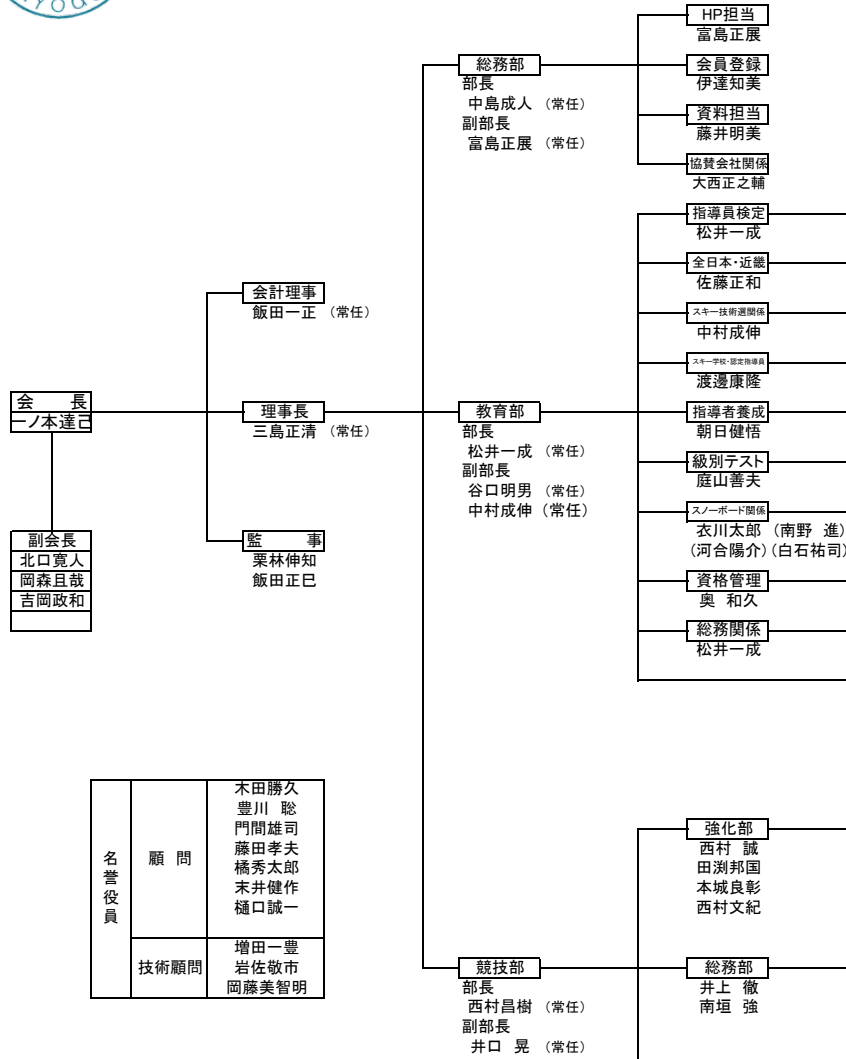 会　長
一ノ本達己
副会長
北口寛人
岡森且哉
吉岡政和
会計理事
飯田一正 （常任）
理事長
三島正清 （常任）
監　事
栗林伸知
飯田正巳
総務部
部長
中島成人 （常任）
副部長
富島正展 （常任）
HP担当
富島正展
会員登録
伊達知美
資料担当
藤井明美
協賛会社関係
大西正之輔
教育部
部長
松井一成 （常任）
副部長
谷口明男 （常任）
中村成伸 （常任）
指導員検定
松井一成
全日本・近畿
佐藤正和
スキー技術選関係
中村成伸
スキー学校・認定指導員
渡邊康隆
指導者養成
朝日健悟
級別テスト
庭山善夫
スノーボード関係
衣川太郎 （南野 進）
（河合陽介）（白石祐司）
資格管理
奥 和久
総務関係
松井一成
競技部
部長
西村昌樹 （常任）
副部長
井口 晃 （常任）
強化部
西村 誠
田渕邦国
本城良彰
西村文紀
総務部
井上 徹
南垣 強
名誉役員
顧 問
木田勝久
豊川 聡
門間雄司
藤田孝夫
橘秀太郎
末井健作
樋口誠一
技術顧問
増田一豊
岩佐敬市
岡藤美智明